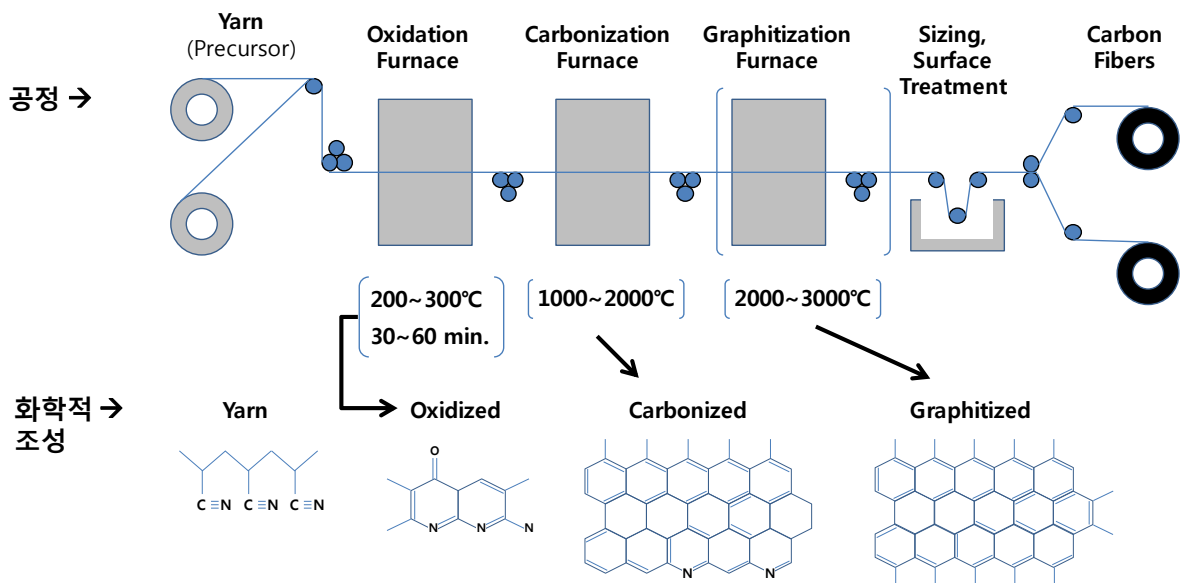 Yarn
(Precursor)
Oxidation
Furnace
Carbonization
Furnace
Graphitization
Furnace
Sizing,
Surface
Treatment
Carbon
Fibers
공정 →
200~300℃
30~60 min.
1000~2000℃
2000~3000℃
화학적 →
조성
Yarn
Oxidized
Carbonized
Graphitized
C≡N C≡N C≡N
O
N N N
N N